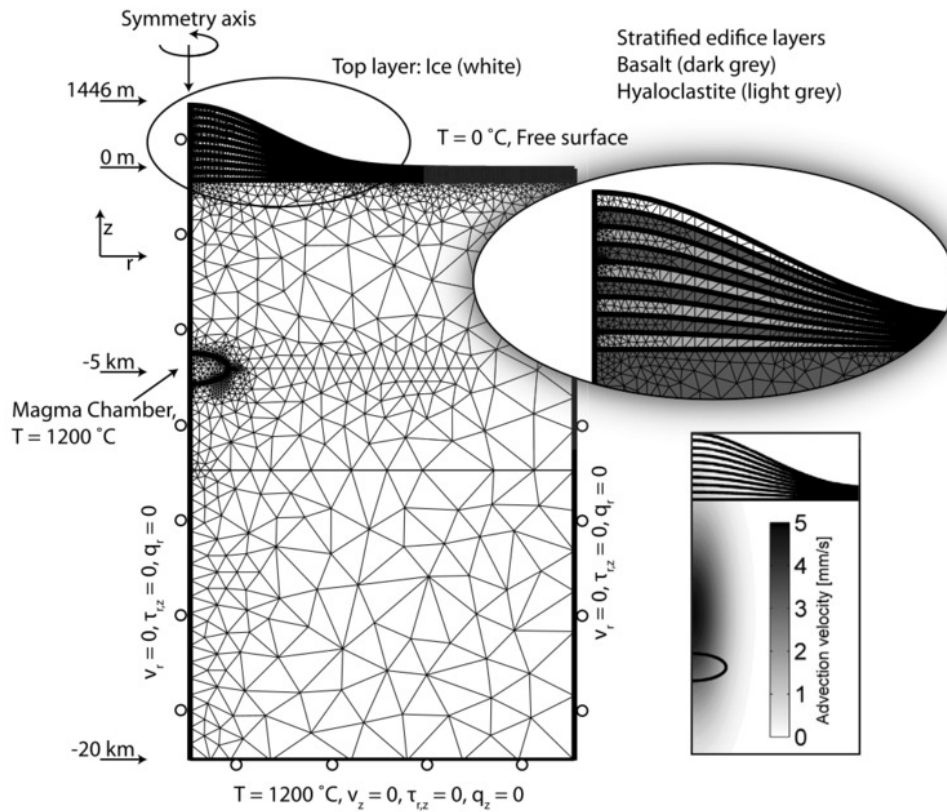 Symmetry axis
Top layer: Ice (white)
Stratified edifice layers
Basalt (dark grey)
Hyaloclastite (light grey)
1446 m
T = 0 ˚C, Free surface
0 m
z
r
-5 km
Magma Chamber,
T = 1200 ˚C
v_r = 0, τ_r,z = 0, q_r = 0
v_r = 0, τ_r,z = 0, q_r = 0
5
4
3
2
1
0
Advection velocity [mm/s]
-20 km
T = 1200 ˚C, v_z = 0, τ_r,z = 0, q_z = 0